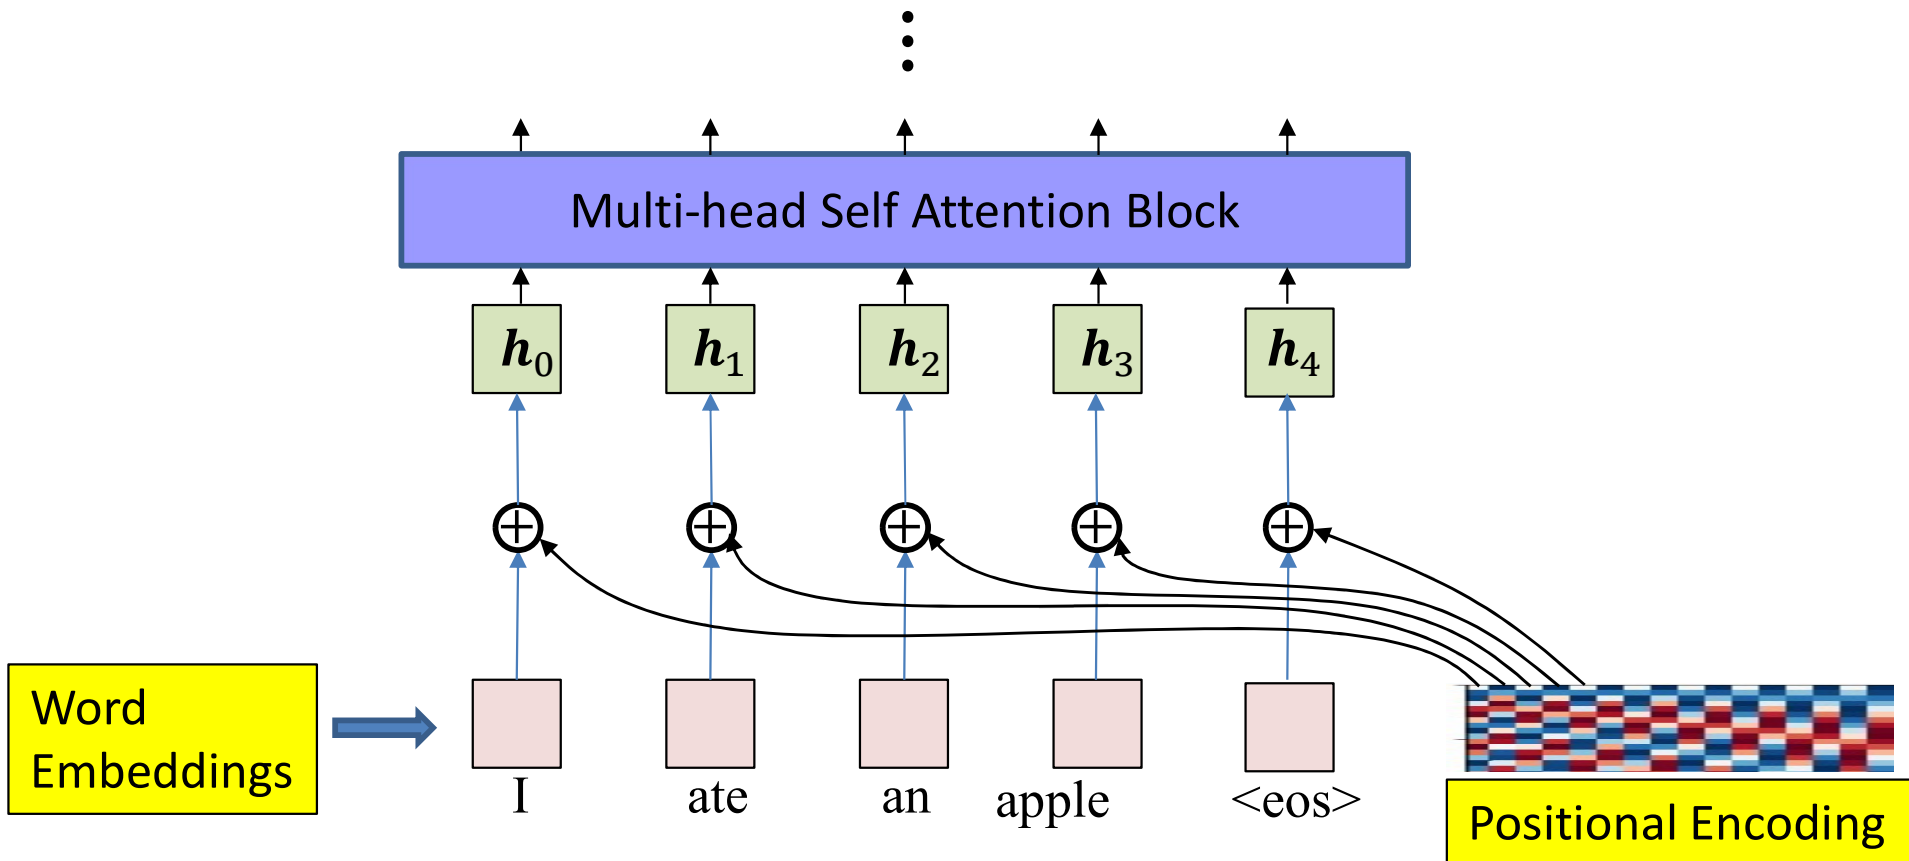 Multi-head Self Attention Block
h0 h1 h2 h3 h4
Word
Embeddings
I ate an apple <eos>
Positional Encoding